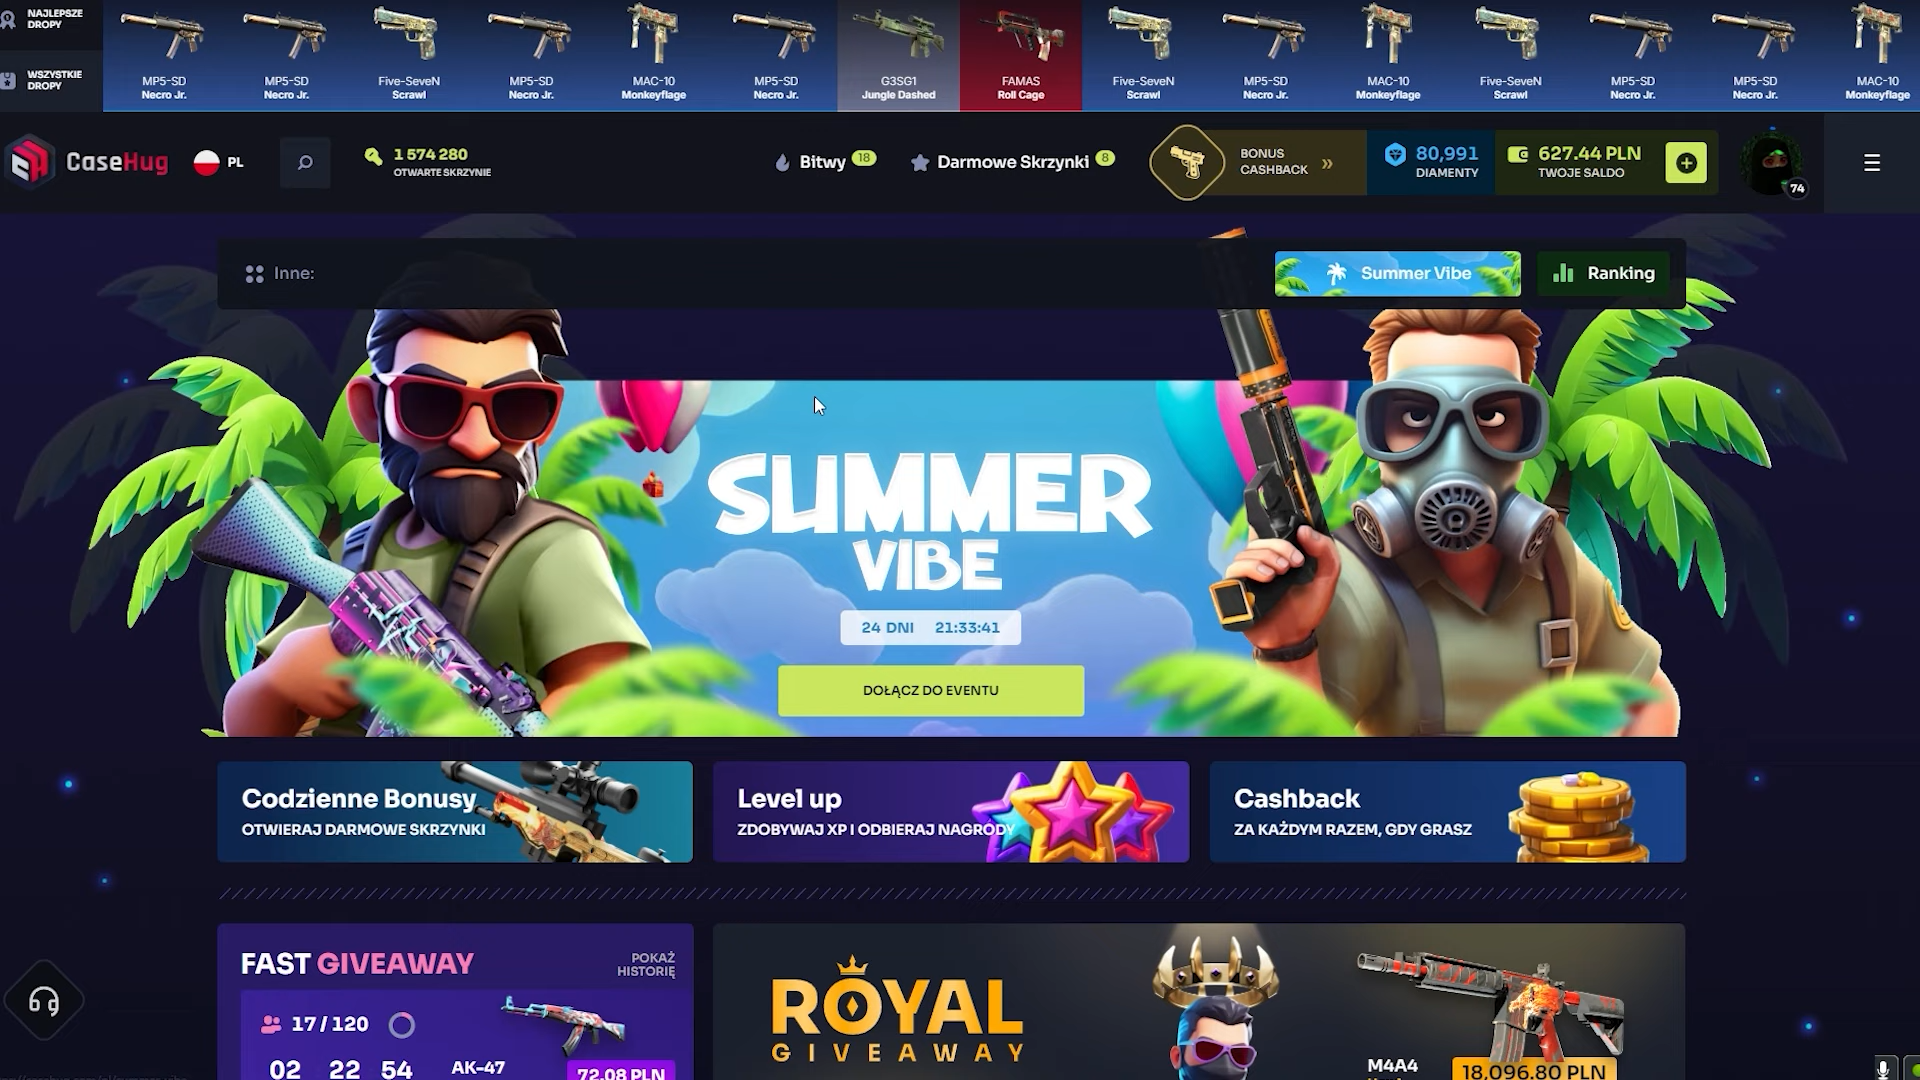 NAJLEPSZE
DROPY
WSZYSTKIE
DROPY
MP5-SD
Necro Jr.
MP5-SD
Necro Jr.
Five-SeveN
Scrawl
MP5-SD
Necro Jr.
MAC-10
Monkeyflage
MP5-SD
Necro Jr.
G3SG1
Jungle Dashed
FAMAS
Roll Cage
Five-SeveN
Scrawl
MP5-SD
Necro Jr.
MAC-10
Monkeyflage
Five-SeveN
Scrawl
MP5-SD
Necro Jr.
MP5-SD
Necro Jr.
MAC-10
Monkeyflage
CaseHug
PL
1 574 280
OTWARTE SKRZYNIE
Bitwy 18
Darmowe Skrzynki 8
BONUS
CASHBACK
80,991
DIAMENTY
627.44 PLN
TWOJE SALDO
74
Inne:
Summer Vibe
Ranking
SUMMER
VIBE
24 DNI 21:33:41
DOŁĄCZ DO EVENTU
Codzienne Bonusy
OTWIERAJ DARMOWE SKRZYNKI
Level up
ZDOBYWAJ XP I ODBIERAJ NAGRODY
Cashback
ZA KAŻDYM RAZEM, GDY GRASZ
FAST GIVEAWAY
POKAŻ
HISTORIĘ
17 / 120
02 22 54
AK-47
72.08 PLN
ROYAL
GIVEAWAY
M4A4
18,096.80 PLN